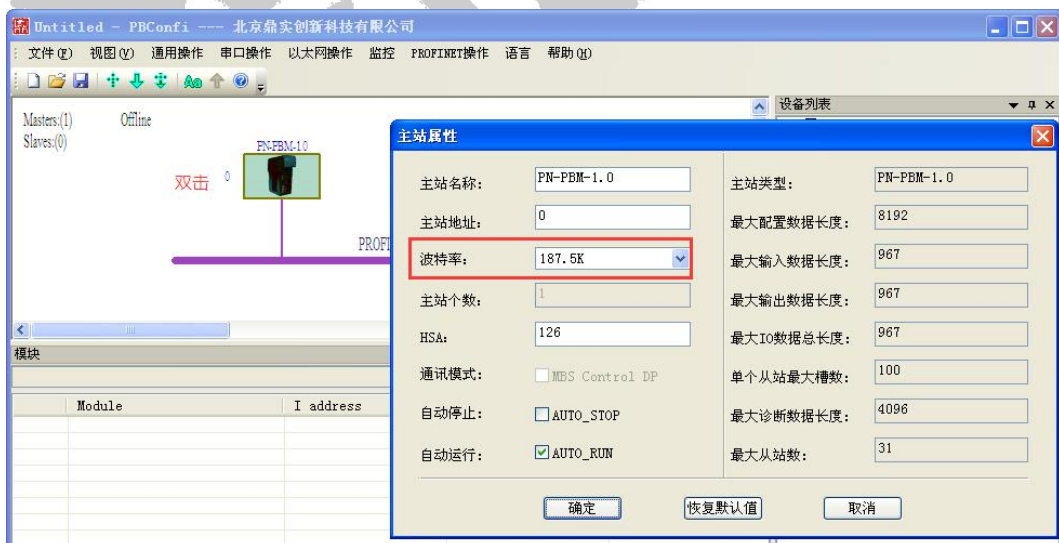 Untitled - PBConfi --- 北京鼎实创新科技有限公司
文件(F) 视图(V) 通用操作 串口操作 以太网操作 监控 PROFINET操作 语言 帮助(H)
设备列表
Masters:(1) Offline
Slaves:(0)
PN-PBM-1.0
双击 0
PROFI
模块
Module I address
主站属性
主站名称: PN-PBM-1.0 主站类型: PN-PBM-1.0
主站地址: 0 最大配置数据长度: 8192
波特率: 187.5K 最大输入数据长度: 967
主站个数: 1 最大输出数据长度: 967
HSA: 126 最大IO数据总长度: 967
通讯模式: MBS Control DP 单个从站最大槽数: 100
自动停止: AUTO_STOP 最大诊断数据长度: 4096
自动运行: AUTO_RUN 最大从站数: 31
确定 恢复默认值 取消